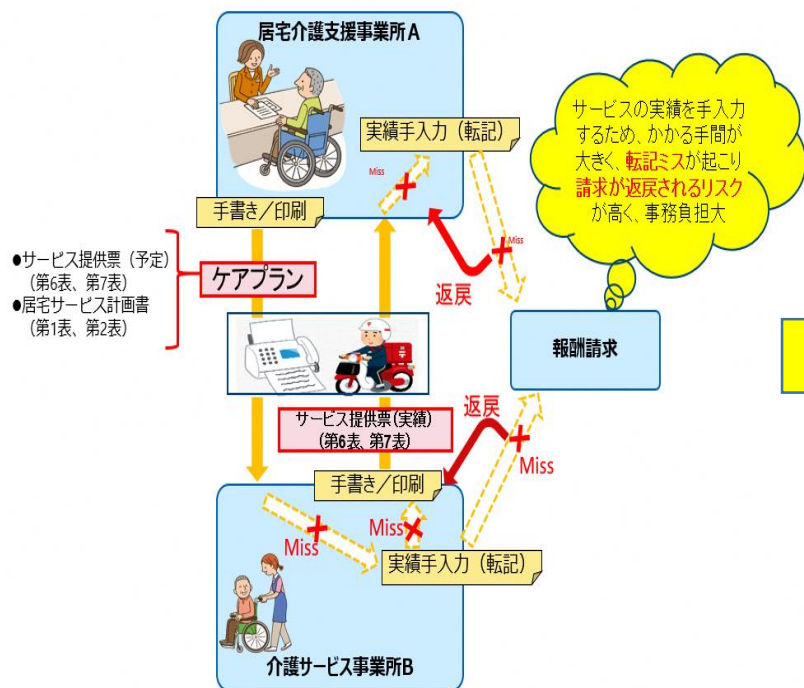 居宅介護支援事業所A
実績手入力（転記）
Miss
手書き／印刷
Miss
返戻
サービスの実績を手入力
するため、かかる手間が
大きく、転記ミスが起こり
請求が返戻されるリスク
が高く、事務負担大
●サービス提供票（予定）
（第6表、第7表）
●居宅サービス計画書
（第1表、第2表）
ケアプラン
報酬請求
返戻
サービス提供票(実績)
(第6表、第7表)
Miss
手書き／印刷
Miss
Miss
実績手入力（転記）
介護サービス事業所B